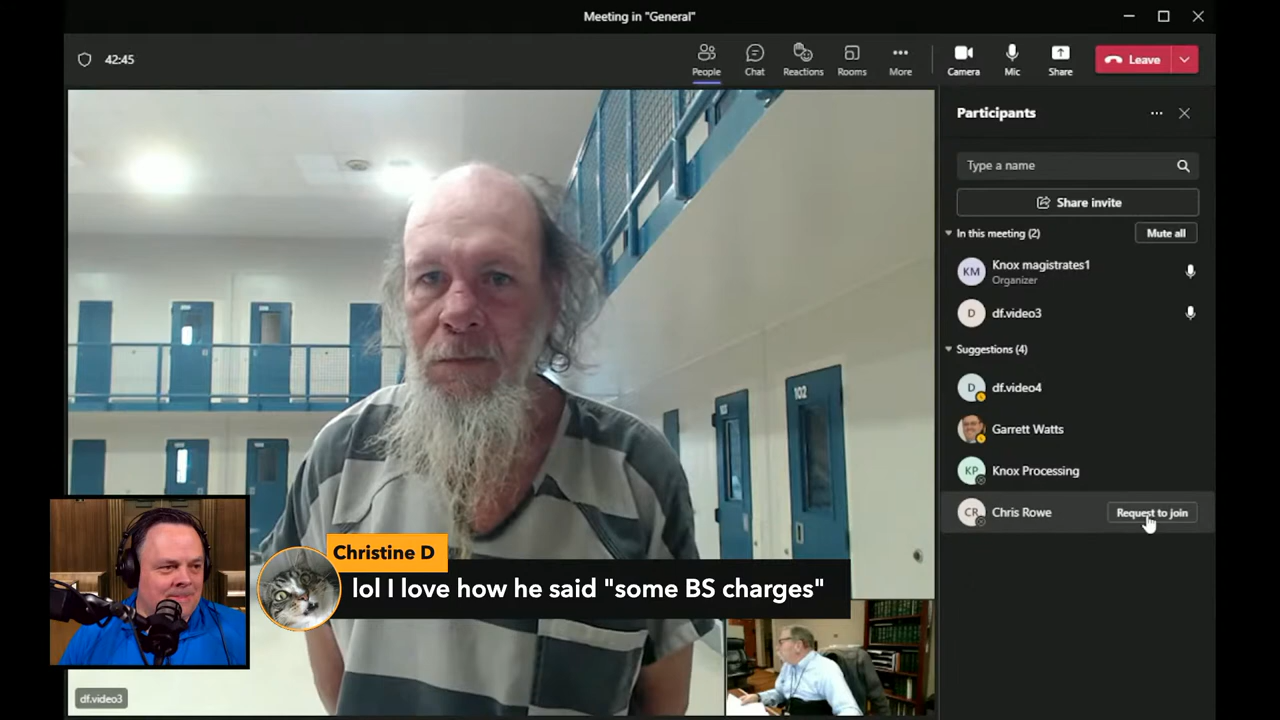 Meeting in "General"
42:45
People
Chat
Reactions
Rooms
More
Camera
Mic
Share
Leave
Participants
Type a name
Share invite
In this meeting (2)
Mute all
KM
Knox magistrates1
Organizer
D
df.video3
Suggestions (4)
D
df.video4
Garrett Watts
KP
Knox Processing
CR
Chris Rowe
Request to join
102
Christine D
lol I love how he said "some BS charges"
df.video3